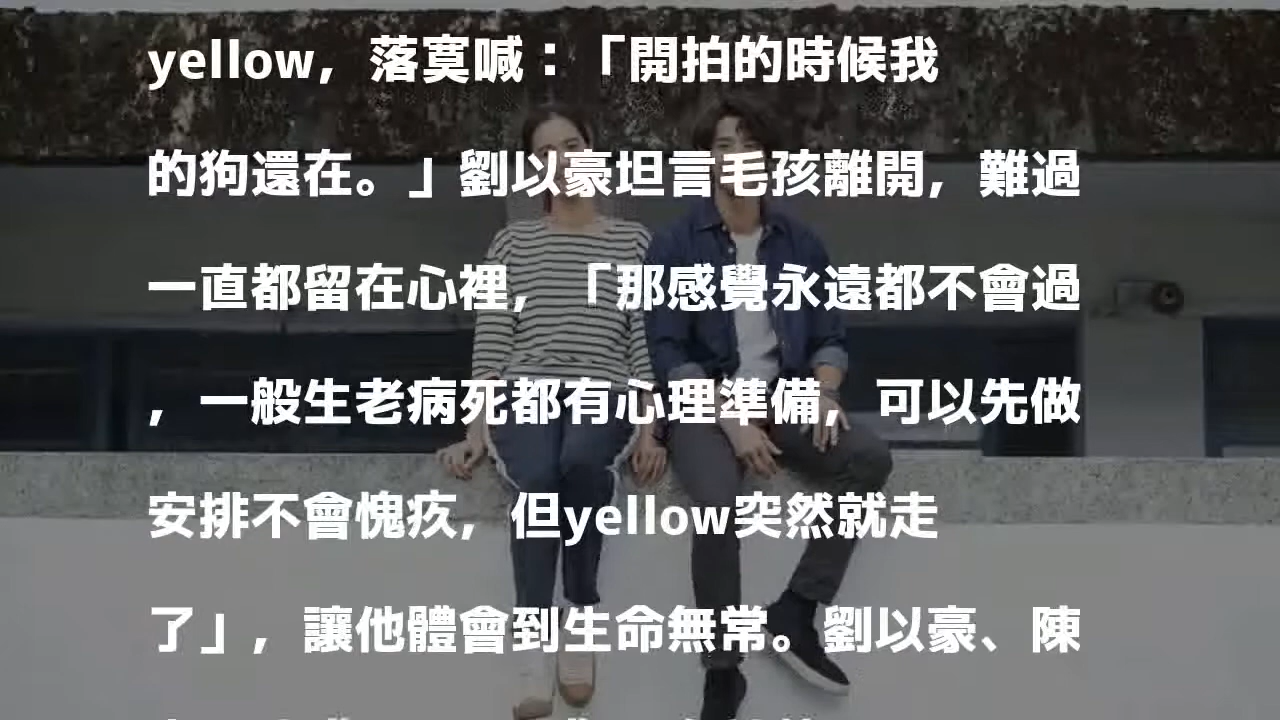 yellow，落寞喊：「開拍的時候我
的狗還在。」劉以豪坦言毛孩離開，難過
一直都留在心裡，「那感覺永遠都不會過
，一般生老病死都有心理準備，可以先做
安排不會愧疚，但yellow突然就走
了」，讓他體會到生命無常。劉以豪、陳